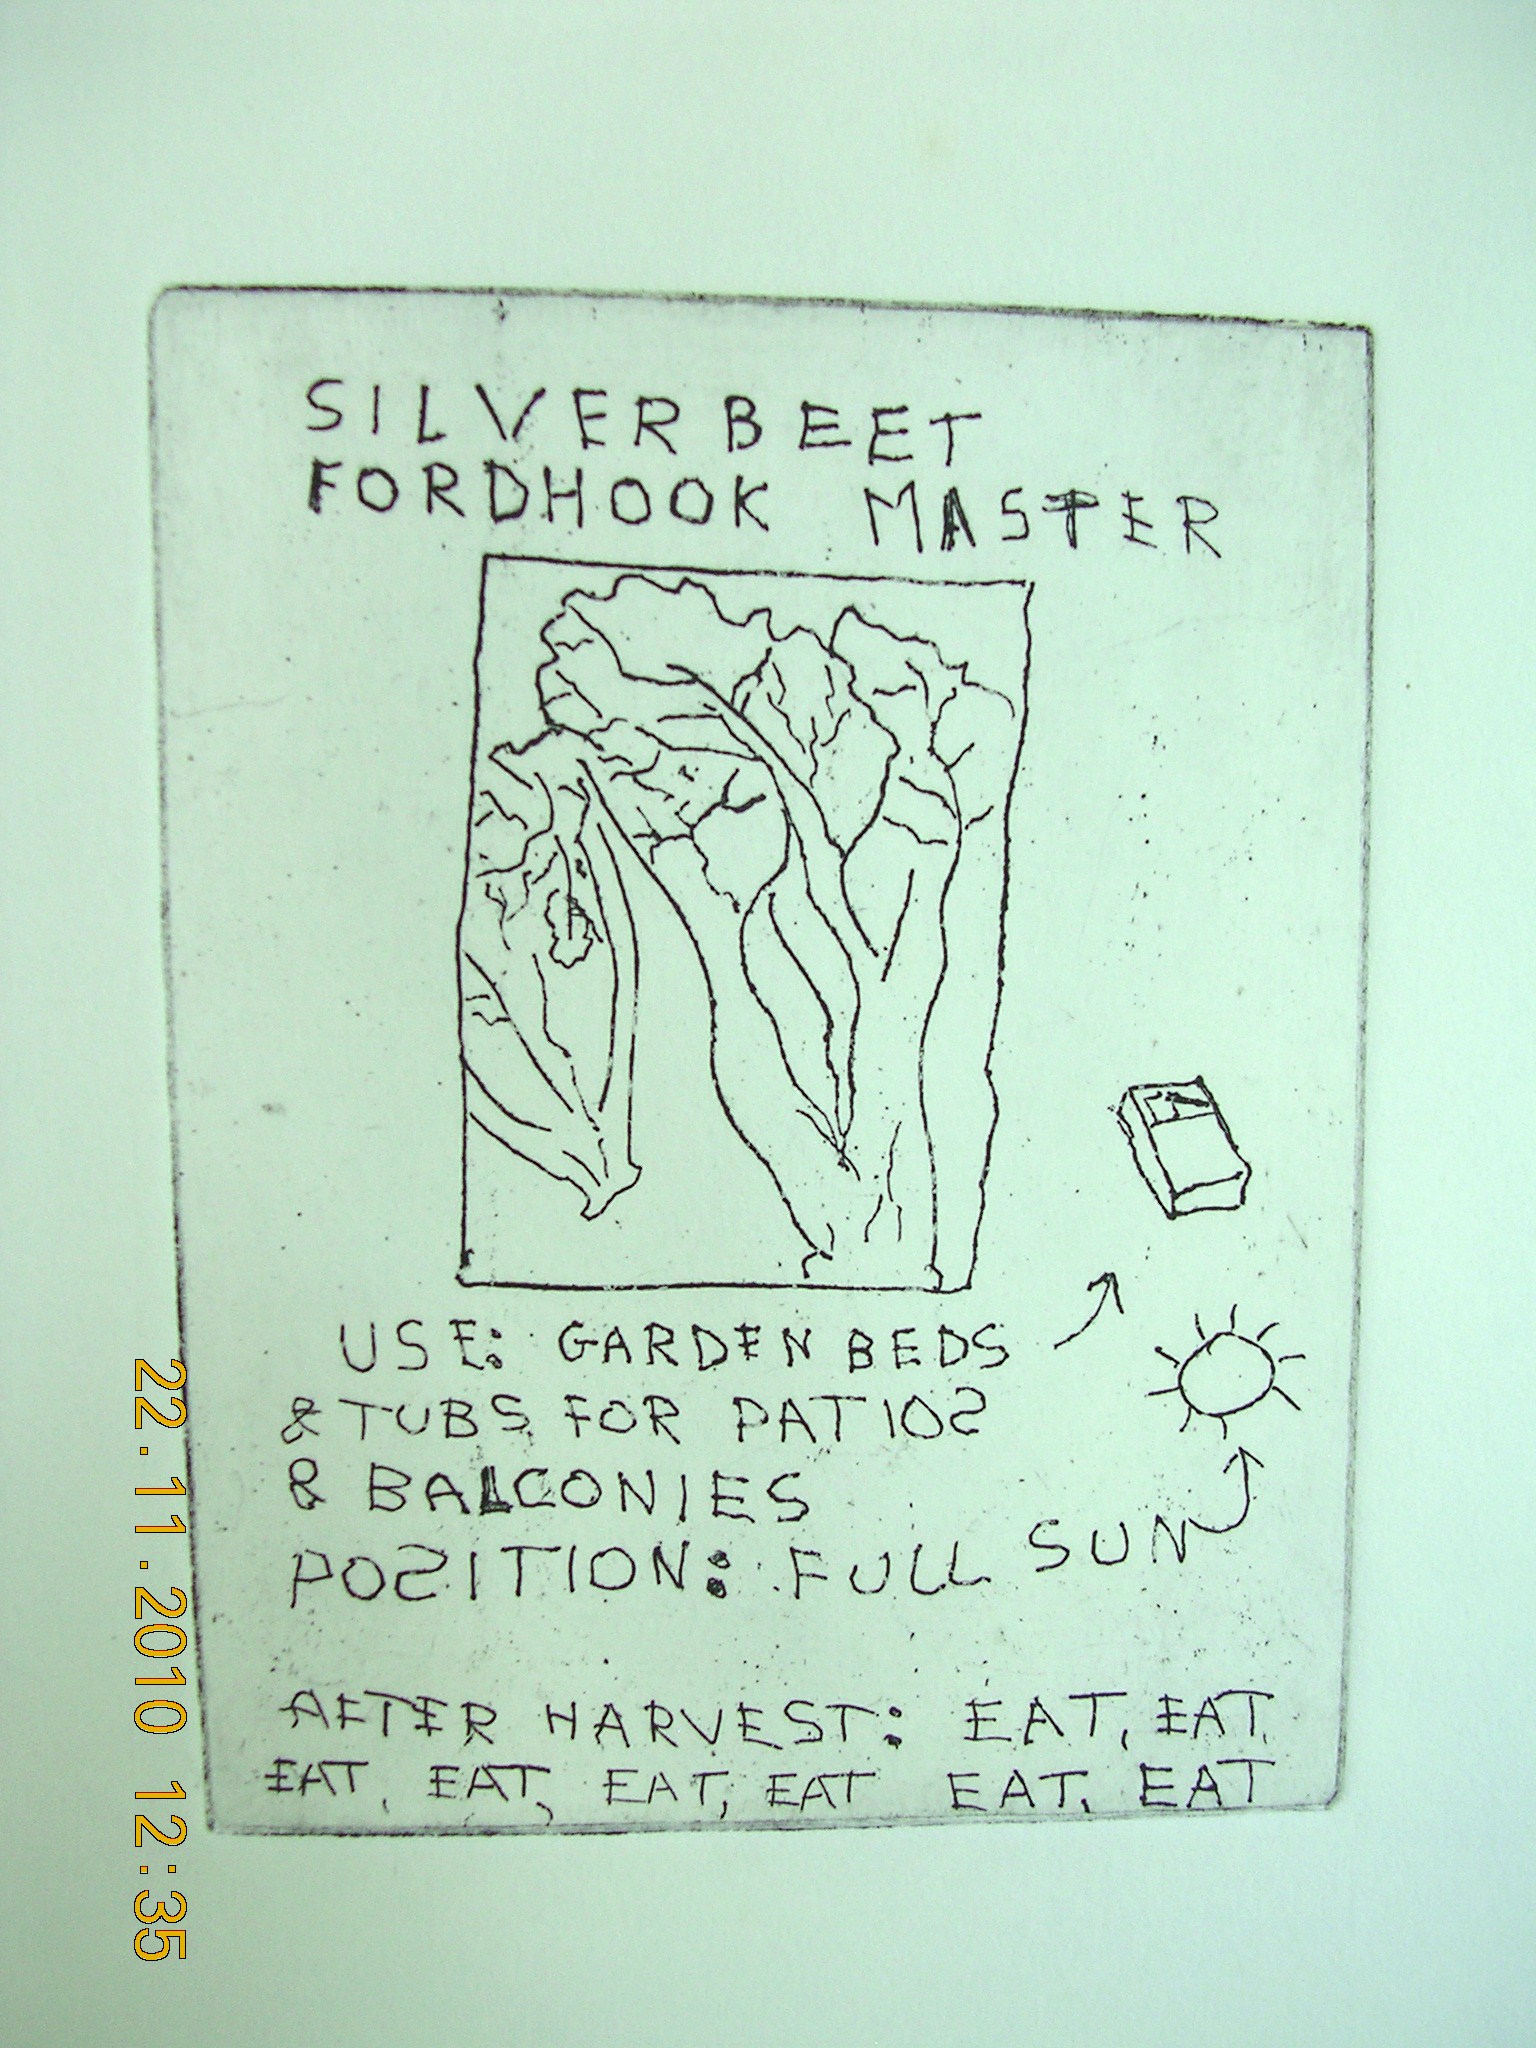 SILVERBEET
FORDHOOK MASTER
USE: GARDEN BEDS
& TUBS FOR PATIOS
& BALCONIES
POSITION: FULL SUN
AFTER HARVEST: EAT, EAT,
EAT, EAT, EAT, EAT EAT, EAT
22.11.2010 12:35